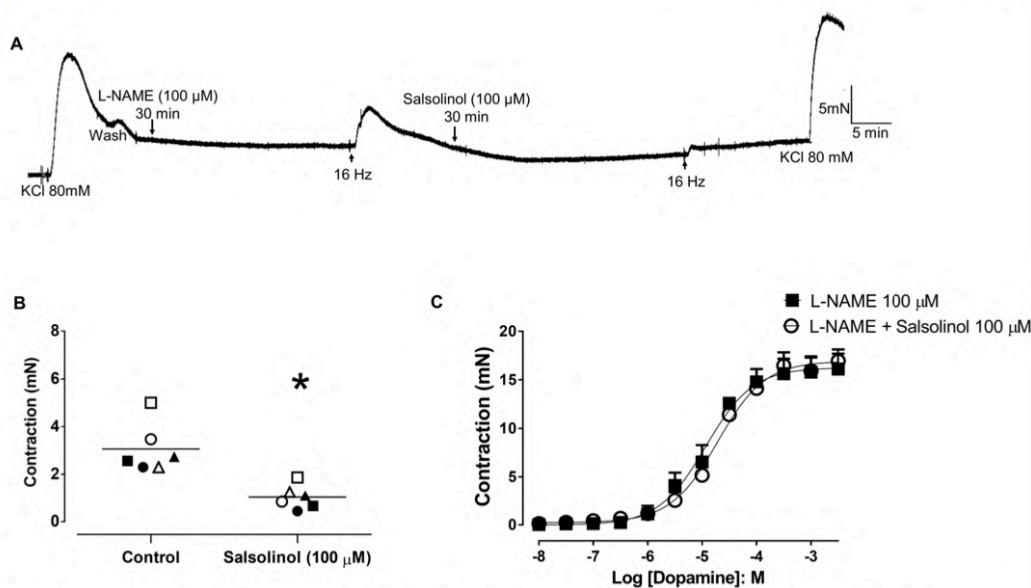 A
L-NAME (100 µM)
30 min
Wash
KCl 80mM
16 Hz
Salsolinol (100 µM)
30 min
16 Hz
KCl 80 mM
5mN
5 min
B
Contraction (mN)
8
6
4
2
0
*
Control
Salsolinol (100 µM)
C
L-NAME 100 µM
L-NAME + Salsolinol 100 µM
Contraction (mN)
20
15
10
5
0
-8 -7 -6 -5 -4 -3
Log [Dopamine]: M